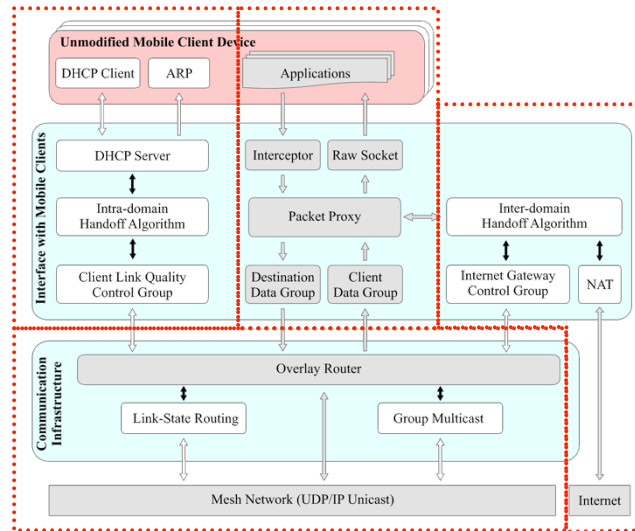 Unmodified Mobile Client Device
DHCP Client
ARP
Applications
Interface with Mobile Clients
DHCP Server
Interceptor
Raw Socket
Intra-domain
Handoff Algorithm
Packet Proxy
Inter-domain
Handoff Algorithm
Client Link Quality
Control Group
Destination
Data Group
Client
Data Group
Internet Gateway
Control Group
NAT
Communication
Infrastructure
Overlay Router
Link-State Routing
Group Multicast
Mesh Network (UDP/IP Unicast)
Internet